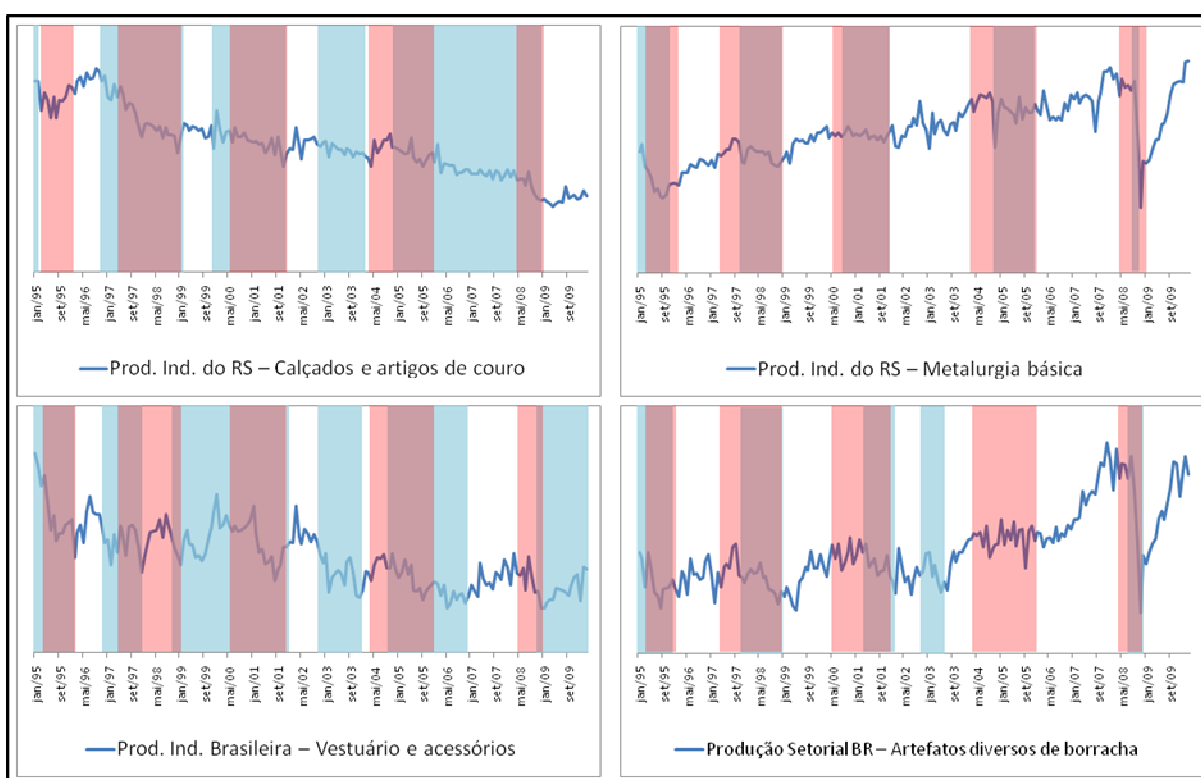 jan/95
set/95
mai/96
jan/97
set/97
mai/98
jan/99
set/99
mai/00
jan/01
set/01
mai/02
jan/03
set/03
mai/04
jan/05
set/05
mai/06
jan/07
set/07
mai/08
jan/09
set/09
Prod. Ind. do RS – Calçados e artigos de couro
jan/95
set/95
mai/96
jan/97
set/97
mai/98
jan/99
set/99
mai/00
jan/01
set/01
mai/02
jan/03
set/03
mai/04
jan/05
set/05
mai/06
jan/07
set/07
mai/08
jan/09
set/09
Prod. Ind. do RS – Metalurgia básica
jan/95
set/95
mai/96
jan/97
set/97
mai/98
jan/99
set/99
mai/00
jan/01
set/01
mai/02
jan/03
set/03
mai/04
jan/05
set/05
mai/06
jan/07
set/07
mai/08
jan/09
set/09
Prod. Ind. Brasileira – Vestuário e acessórios
jan/95
set/95
mai/96
jan/97
set/97
mai/98
jan/99
set/99
mai/00
jan/01
set/01
mai/02
jan/03
set/03
mai/04
jan/05
set/05
mai/06
jan/07
set/07
mai/08
jan/09
set/09
Produção Setorial BR – Artefatos diversos de borracha